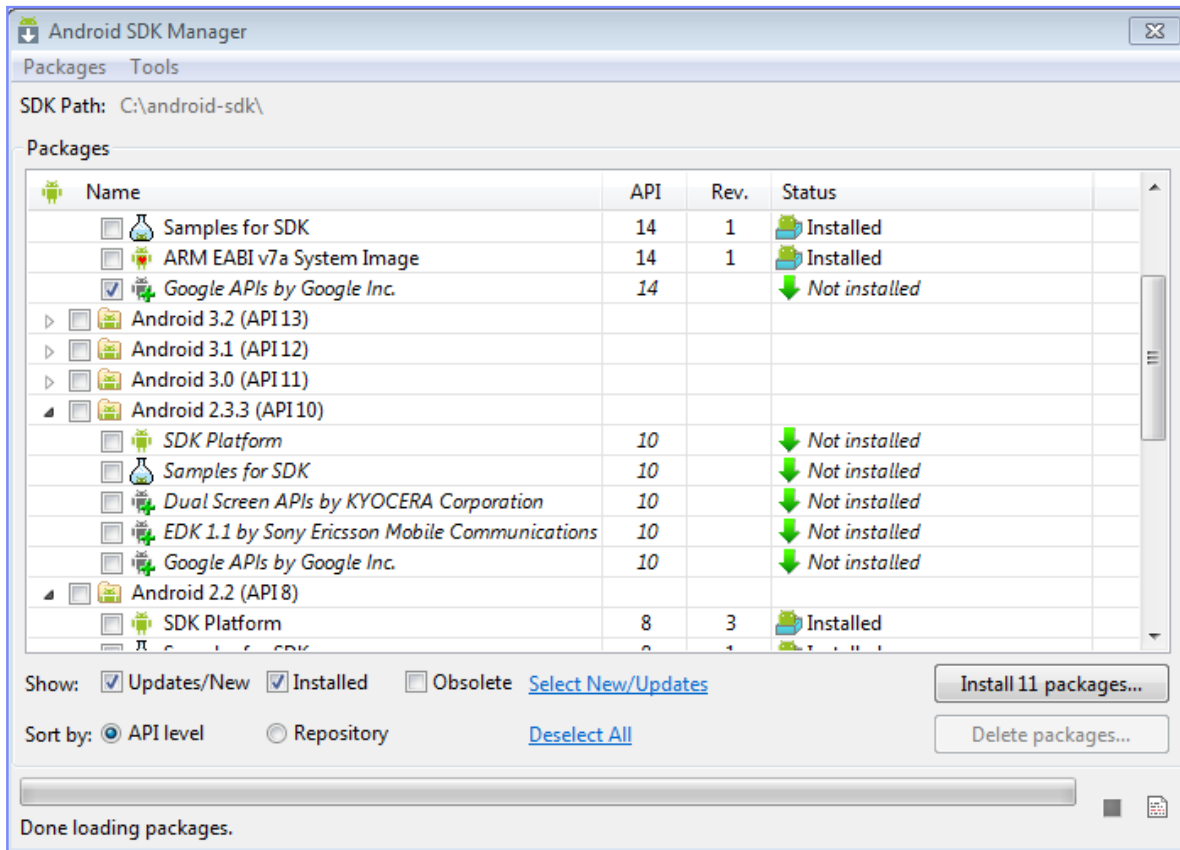 Android SDK Manager
Packages Tools
SDK Path: C:\android-sdk\
Packages
Name API Rev. Status
Samples for SDK 14 1 Installed
ARM EABI v7a System Image 14 1 Installed
Google APIs by Google Inc. 14 Not installed
Android 3.2 (API 13)
Android 3.1 (API 12)
Android 3.0 (API 11)
Android 2.3.3 (API 10)
SDK Platform 10 Not installed
Samples for SDK 10 Not installed
Dual Screen APIs by KYOCERA Corporation 10 Not installed
EDK 1.1 by Sony Ericsson Mobile Communications 10 Not installed
Google APIs by Google Inc. 10 Not installed
Android 2.2 (API 8)
SDK Platform 8 3 Installed
Show: Updates/New Installed Obsolete Select New/Updates Install 11 packages...
Sort by: API level Repository Deselect All Delete packages...
Done loading packages.